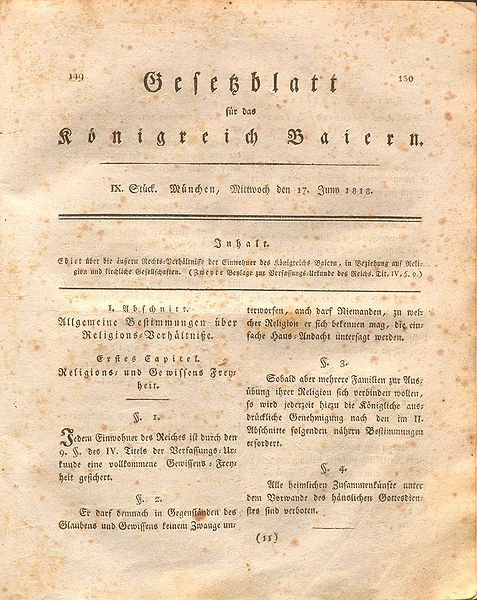 149
150
Gesetzblatt
für das
Königreich Baiern.
IX. Stück. München, Mittwoch den 17. Juny 1818.
Inhalt.
Edict über die äußern Rechts-Verhältnisse der Einwohner des Königreichs Baiern, in Beziehung auf Reli-
gion und kirchliche Gesellschaften. (Zweyte Beylage zur Verfassungs-Urkunde des Reichs. Tit. IV. §. 9.)
I. Abschnitt.
Allgemeine Bestimmungen über
Religions-Verhältniße.
Erstes Capitel.
Religions- und Gewissens Frey-
heit.
§. 1.
Jedem Einwohner des Reiches ist durch den
9. §. des IV. Titels der Verfassungs-Ur-
kunde eine vollkommene Gewissens-Frey-
heit gesichert.
§. 2.
Er darf demnach in Gegenständen des
Glaubens und Gewissens keinem Zwange un-
terworfen, auch darf Niemanden, zu wel-
cher Religion er sich bekennen mag, die ein-
fache Haus-Andacht untersagt werden.
§. 3.
Sobald aber mehrere Familien zur Aus-
übung ihrer Religion sich verbinden wollen,
so wird jederzeit hiezu die Königliche aus-
drückliche Genehmigung nach den im II.
Abschnitte folgenden nähern Bestimmungen
erfordert.
§. 4.
Alle heimlichen Zusammenkünfte unter
dem Vorwande des häuslichen Gottesdien-
stes sind verboten.
(11)